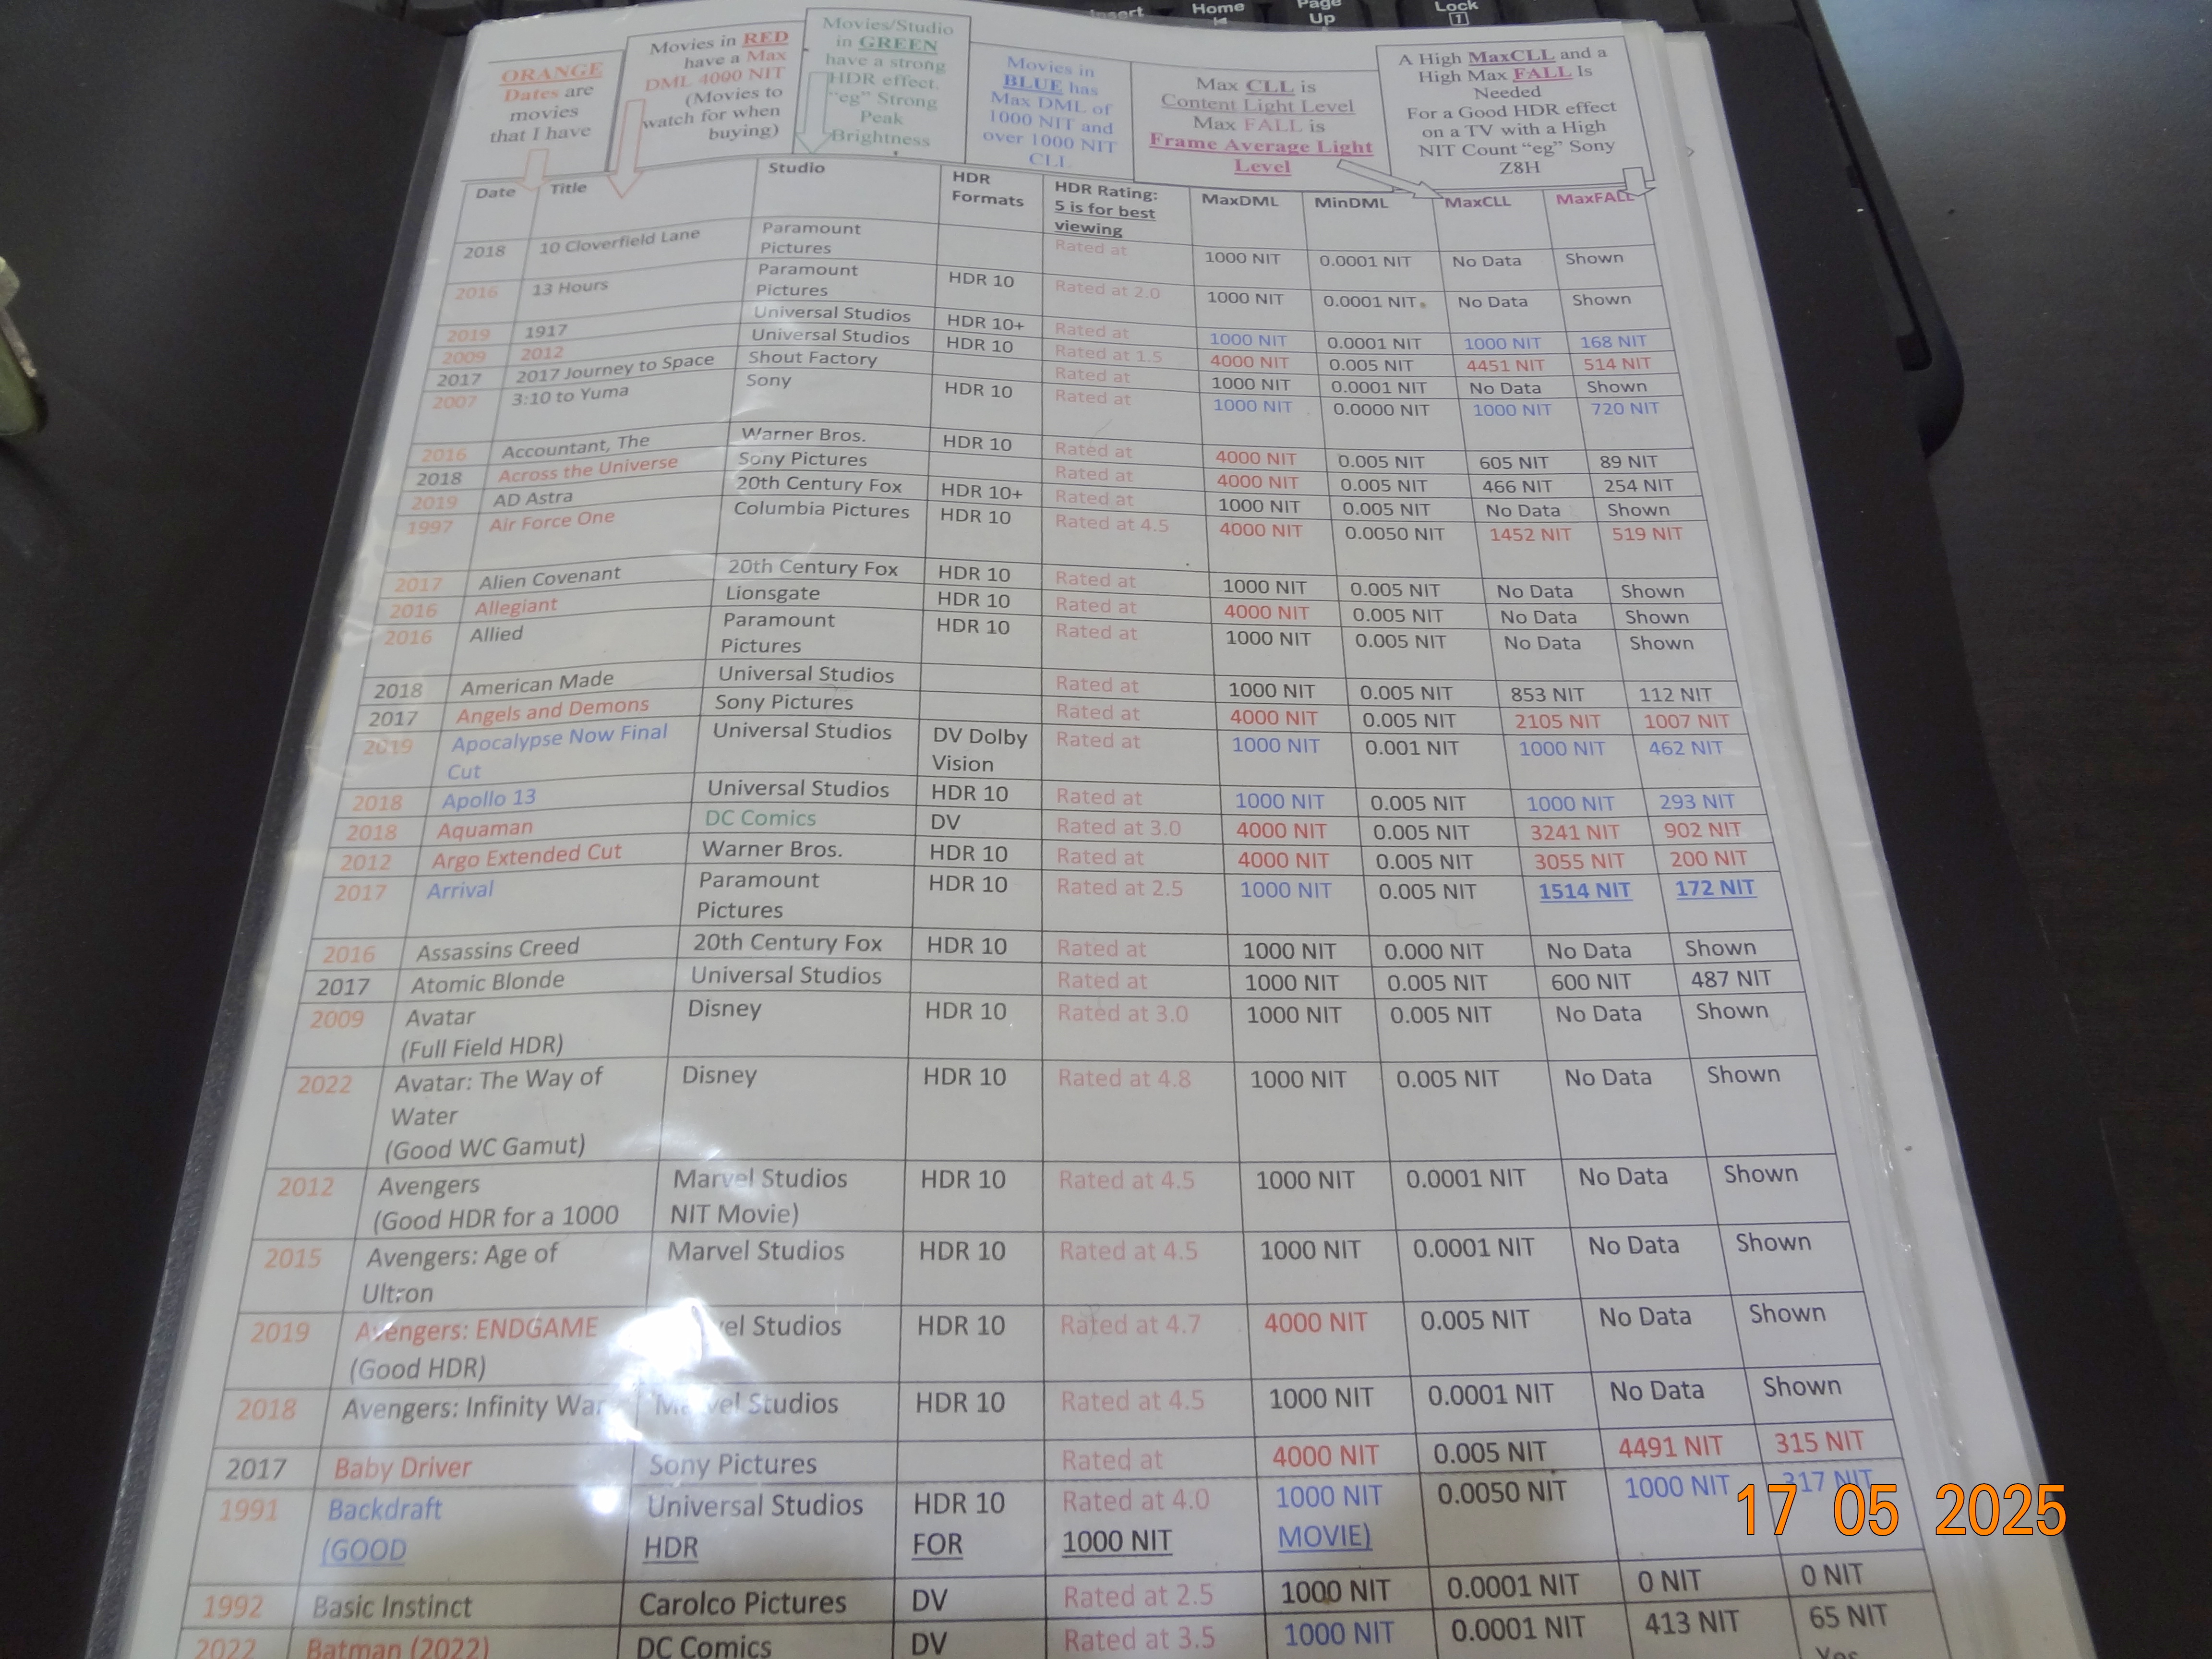 Insert Home Page Up Lock 1
ORANGE
Dates are
movies
that I have
Movies in RED
have a Max
DML 4000 NIT
(Movies to
watch for when
buying)
Movies/Studio
in GREEN
have a strong
HDR effect.
"eg" Strong
Peak
Brightness
Movies in
BLUE has
Max DML of
1000 NIT and
over 1000 NIT
CLL
Max CLL is
Content Light Level
Max FALL is
Frame Average Light
Level
A High MaxCLL and a
High Max FALL Is
Needed
For a Good HDR effect
on a TV with a High
NIT Count "eg" Sony
Z8H
Date Title Studio HDR Formats HDR Rating: 5 is for best viewing MaxDML MinDML MaxCLL MaxFALL
2018 10 Cloverfield Lane Paramount Pictures Rated at 1000 NIT 0.0001 NIT No Data Shown
2016 13 Hours Paramount Pictures HDR 10 Rated at 2.0 1000 NIT 0.0001 NIT No Data Shown
2019 1917 Universal Studios HDR 10+ Rated at 1000 NIT 0.0001 NIT 1000 NIT 168 NIT
2009 2012 Universal Studios HDR 10 Rated at 1.5 4000 NIT 0.005 NIT 4451 NIT 514 NIT
2017 2017 Journey to Space Shout Factory Rated at 1000 NIT 0.0001 NIT No Data Shown
2007 3:10 to Yuma Sony HDR 10 Rated at 1000 NIT 0.0000 NIT 1000 NIT 720 NIT
2016 Accountant, The Warner Bros. HDR 10 Rated at 4000 NIT 0.005 NIT 605 NIT 89 NIT
2018 Across the Universe Sony Pictures Rated at 4000 NIT 0.005 NIT 466 NIT 254 NIT
2019 AD Astra 20th Century Fox HDR 10+ Rated at 1000 NIT 0.005 NIT No Data Shown
1997 Air Force One Columbia Pictures HDR 10 Rated at 4.5 4000 NIT 0.0050 NIT 1452 NIT 519 NIT
2017 Alien Covenant 20th Century Fox HDR 10 Rated at 1000 NIT 0.005 NIT No Data Shown
2016 Allegiant Lionsgate HDR 10 Rated at 4000 NIT 0.005 NIT No Data Shown
2016 Allied Paramount Pictures HDR 10 Rated at 1000 NIT 0.005 NIT No Data Shown
2018 American Made Universal Studios Rated at 1000 NIT 0.005 NIT 853 NIT 112 NIT
2017 Angels and Demons Sony Pictures Rated at 4000 NIT 0.005 NIT 2105 NIT 1007 NIT
2019 Apocalypse Now Final Cut Universal Studios DV Dolby Vision Rated at 1000 NIT 0.001 NIT 1000 NIT 462 NIT
2018 Apollo 13 Universal Studios HDR 10 Rated at 1000 NIT 0.005 NIT 1000 NIT 293 NIT
2018 Aquaman DC Comics DV Rated at 3.0 4000 NIT 0.005 NIT 3241 NIT 902 NIT
2012 Argo Extended Cut Warner Bros. HDR 10 Rated at 4000 NIT 0.005 NIT 3055 NIT 200 NIT
2017 Arrival Paramount Pictures HDR 10 Rated at 2.5 1000 NIT 0.005 NIT 1514 NIT 172 NIT
2016 Assassins Creed 20th Century Fox HDR 10 Rated at 1000 NIT 0.000 NIT No Data Shown
2017 Atomic Blonde Universal Studios Rated at 1000 NIT 0.005 NIT 600 NIT 487 NIT
2009 Avatar Disney HDR 10 Rated at 3.0 1000 NIT 0.005 NIT No Data Shown
(Full Field HDR)
2022 Avatar: The Way of Disney HDR 10 Rated at 4.8 1000 NIT 0.005 NIT No Data Shown
Water
(Good WC Gamut)
2012 Avengers Marvel Studios HDR 10 Rated at 4.5 1000 NIT 0.0001 NIT No Data Shown
(Good HDR for a 1000 NIT Movie)
2015 Avengers: Age of Marvel Studios HDR 10 Rated at 4.5 1000 NIT 0.0001 NIT No Data Shown
Ultron
2019 Avengers: ENDGAME Studios HDR 10 Rated at 4.7 4000 NIT 0.005 NIT No Data Shown
(Good HDR)
2018 Avengers: Infinity War Marvel Studios HDR 10 Rated at 4.5 1000 NIT 0.0001 NIT No Data Shown
2017 Baby Driver Sony Pictures Rated at 4000 NIT 0.005 NIT 4491 NIT 315 NIT
1991 Backdraft Universal Studios HDR 10 Rated at 4.0 1000 NIT 0.0050 NIT 1000 NIT 317 NIT
(GOOD HDR FOR 1000 NIT MOVIE)
1992 Basic Instinct Carolco Pictures DV Rated at 2.5 1000 NIT 0.0001 NIT 0 NIT 0 NIT
2022 Batman (2022) DC Comics DV Rated at 3.5 1000 NIT 0.0001 NIT 413 NIT 65 NIT
Yes
17 05 2025